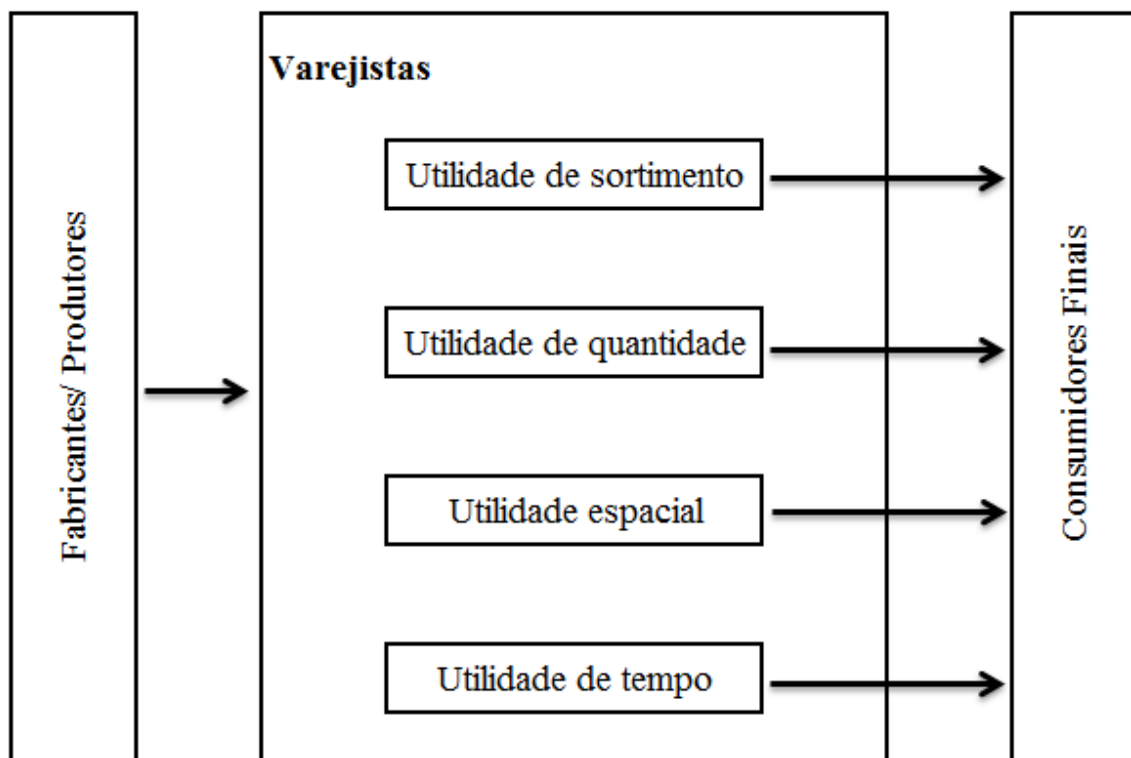 Fabricantes/ Produtores
Varejistas
Utilidade de sortimento
Utilidade de quantidade
Utilidade espacial
Utilidade de tempo
Consumidores Finais